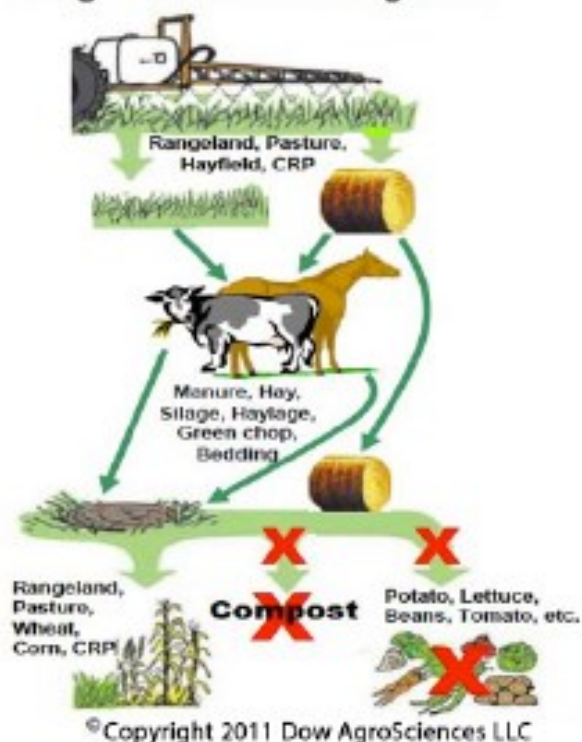 Rangeland, Pasture,
Hayfield, CRP
Manure, Hay,
Silage, Haylage,
Green chop,
Bedding
X
X
Rangeland,
Pasture,
Wheat,
Corn, CRP
Compost
X
Potato, Lettuce,
Beans, Tomato, etc.
X
©Copyright 2011 Dow AgroSciences LLC